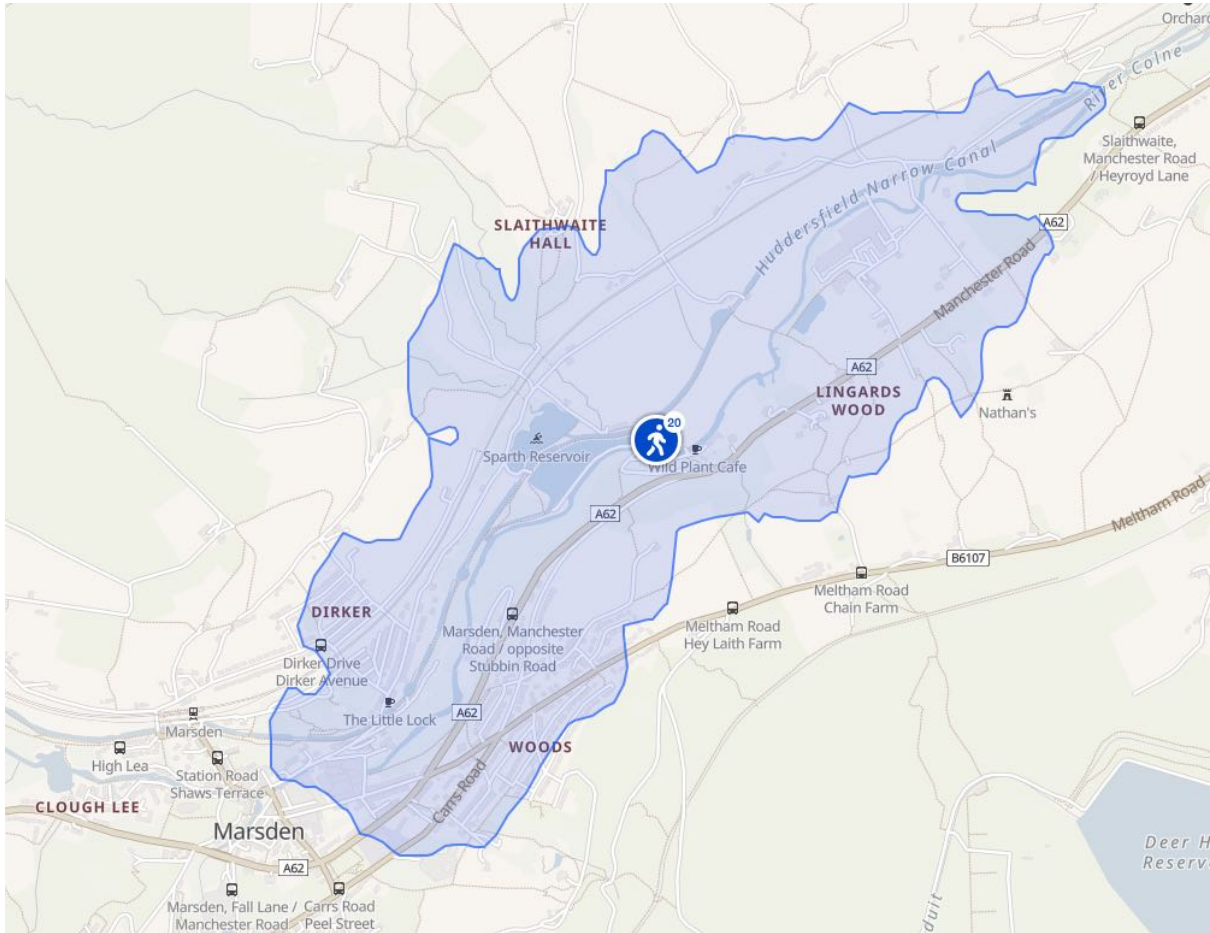 Orchard
River Colne
Slaithwaite,
Manchester Road
/ Heyroyd Lane
Huddersfield Narrow Canal
SLAITHWAITE
HALL
A62
Manchester Road
A62
LINGARDS
WOOD
Nathan's
20
Sparth Reservoir
Wild Plant Cafe
A62
Meltham Road
B6107
Meltham Road
Chain Farm
DIRKER
Meltham Road
Hey Laith Farm
Marsden, Manchester
Road / opposite
Stubbin Road
Dirker Drive
Dirker Avenue
The Little Lock
A62
Marsden
WOODS
High Lea
Station Road
Shaws Terrace
Carrs Road
CLOUGH LEE
Marsden
Deer H
Reserv
A62
Marsden, Fall Lane /
Manchester Road
Carrs Road
Peel Street
duit